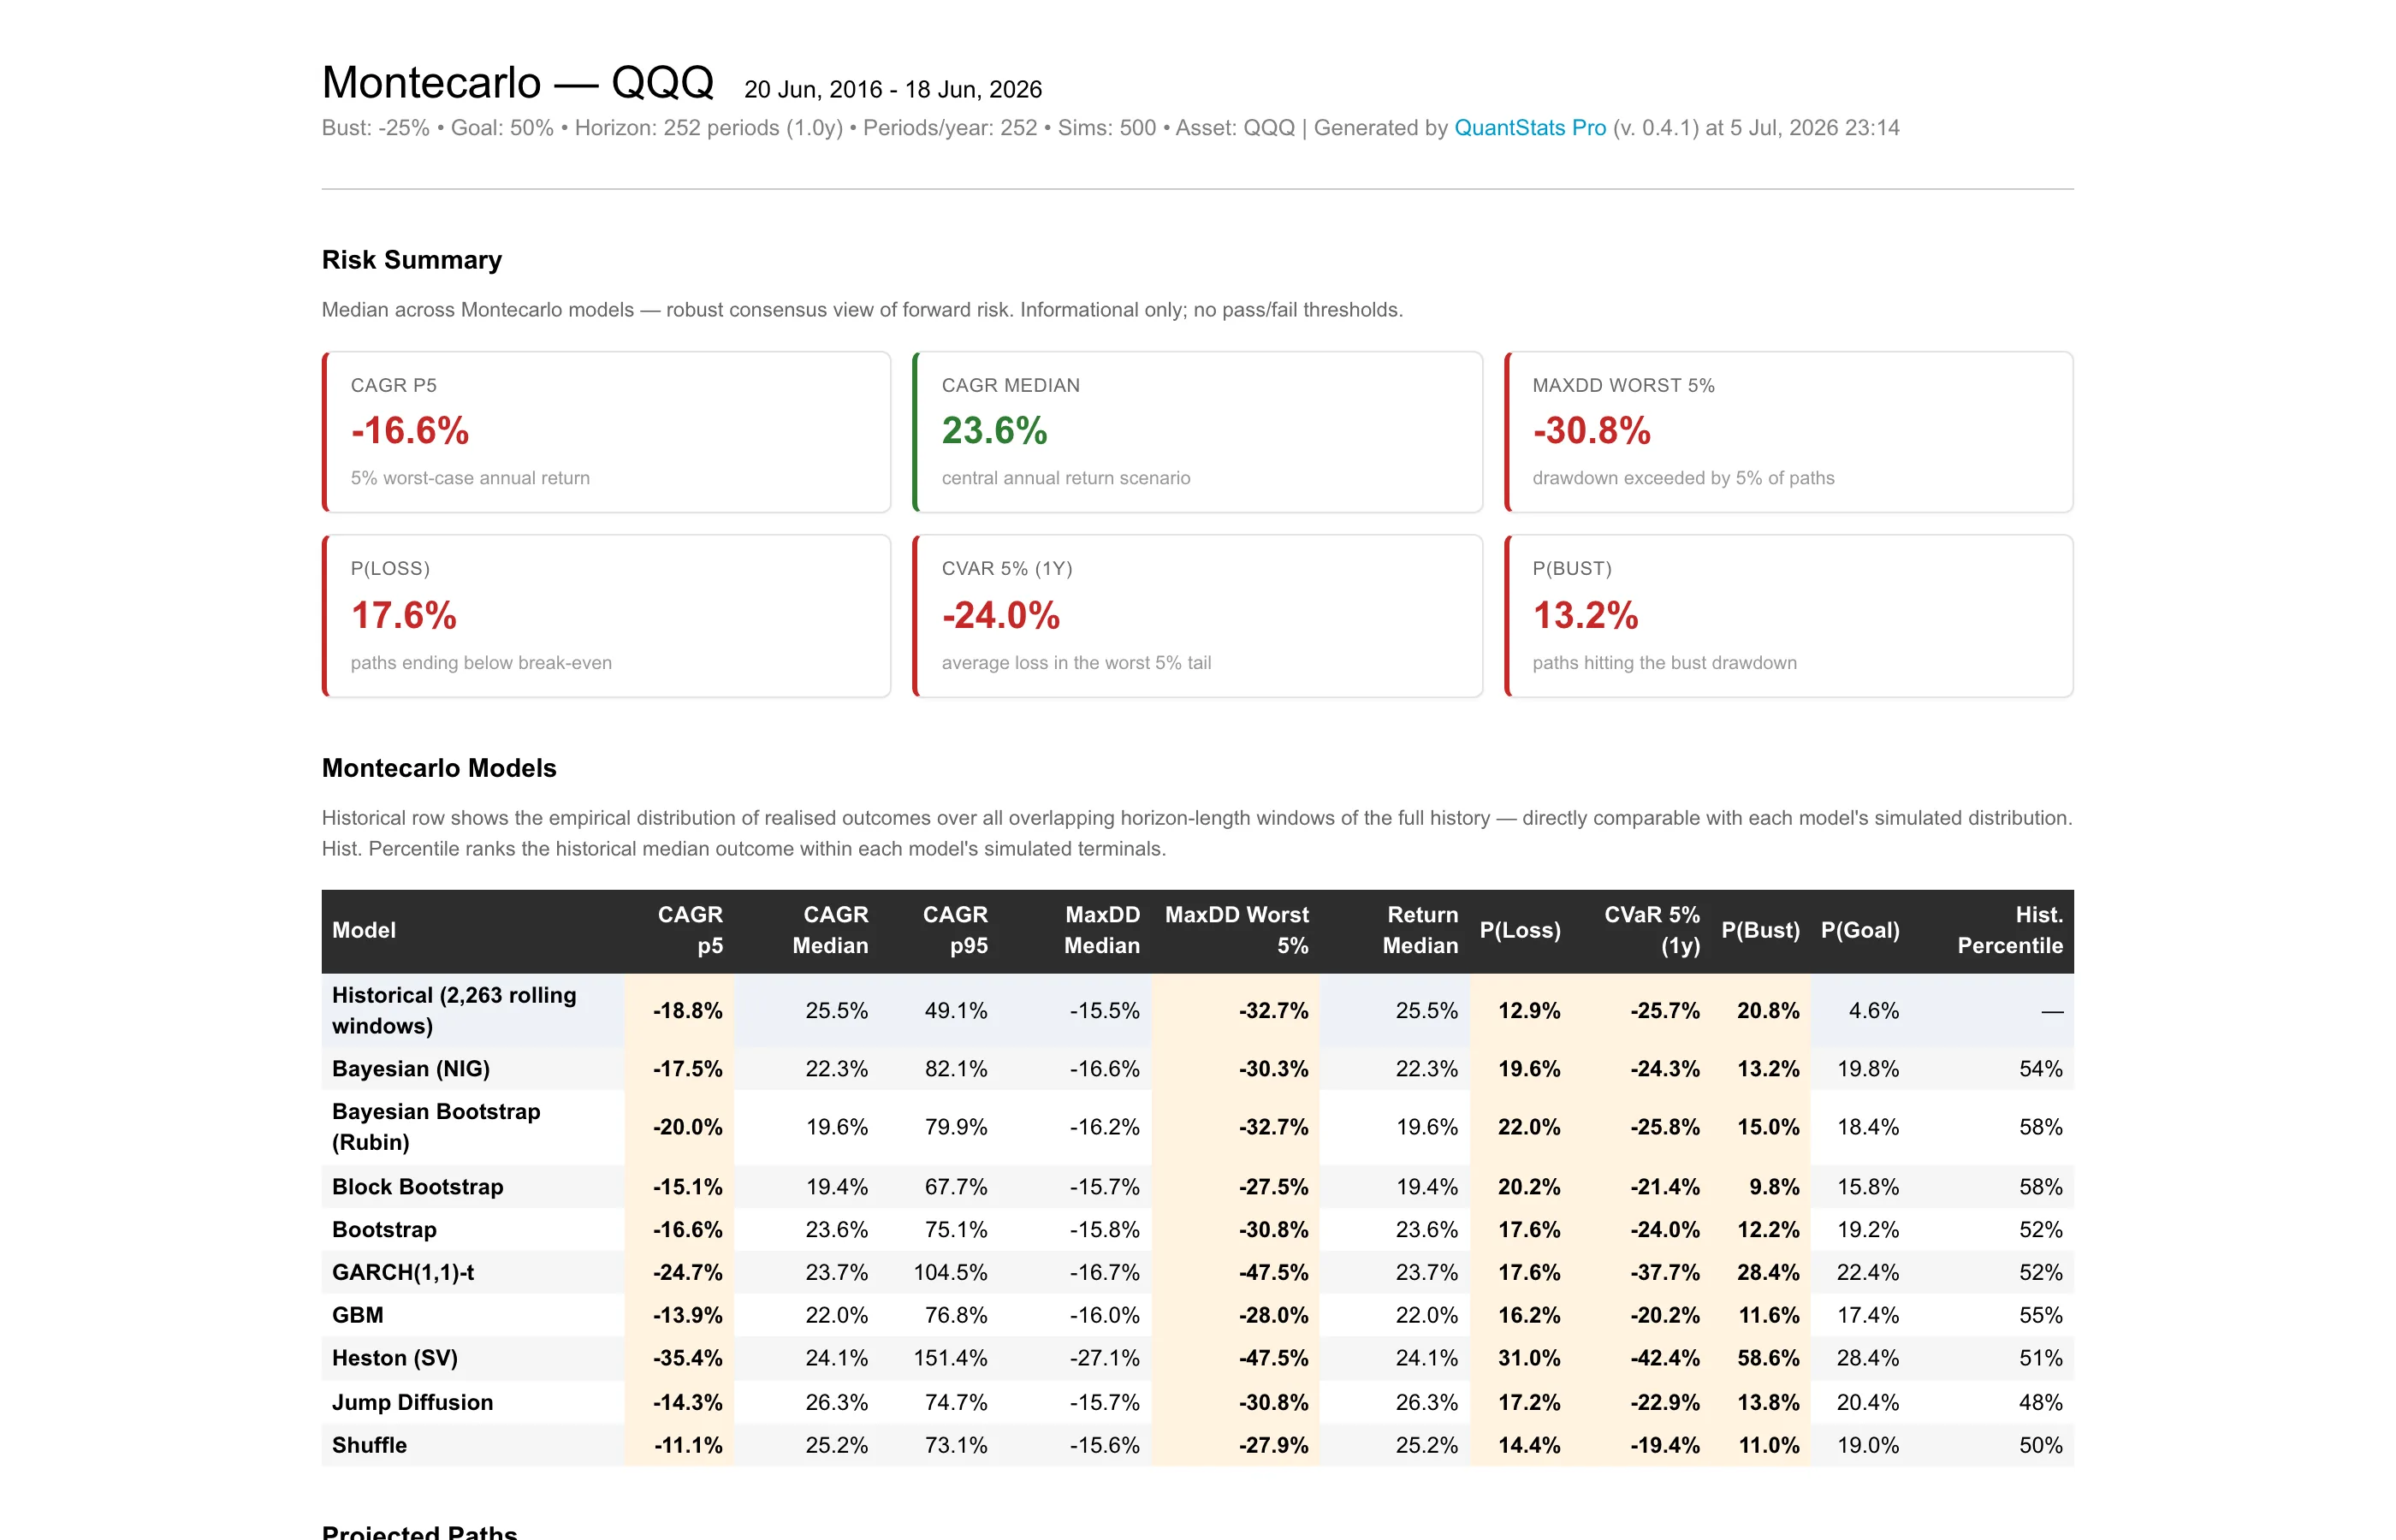 Montecarlo — QQQ 20 Jun, 2016 - 18 Jun, 2026
Bust: -25% • Goal: 50% • Horizon: 252 periods (1.0y) • Periods/year: 252 • Sims: 500 • Asset: QQQ | Generated by QuantStats Pro (v. 0.4.1) at 5 Jul, 2026 23:14
Risk Summary
Median across Montecarlo models — robust consensus view of forward risk. Informational only; no pass/fail thresholds.
CAGR P5
-16.6%
5% worst-case annual return
CAGR MEDIAN
23.6%
central annual return scenario
MAXDD WORST 5%
-30.8%
drawdown exceeded by 5% of paths
P(LOSS)
17.6%
paths ending below break-even
CVAR 5% (1Y)
-24.0%
average loss in the worst 5% tail
P(BUST)
13.2%
paths hitting the bust drawdown
Montecarlo Models
Historical row shows the empirical distribution of realised outcomes over all overlapping horizon-length windows of the full history — directly comparable with each model's simulated distribution.
Hist. Percentile ranks the historical median outcome within each model's simulated terminals.
Model CAGR p5 CAGR Median CAGR p95 MaxDD Median MaxDD Worst 5% Return Median P(Loss) CVaR 5% (1y) P(Bust) P(Goal) Hist. Percentile
Historical (2,263 rolling windows) -18.8% 25.5% 49.1% -15.5% -32.7% 25.5% 12.9% -25.7% 20.8% 4.6% —
Bayesian (NIG) -17.5% 22.3% 82.1% -16.6% -30.3% 22.3% 19.6% -24.3% 13.2% 19.8% 54%
Bayesian Bootstrap (Rubin) -20.0% 19.6% 79.9% -16.2% -32.7% 19.6% 22.0% -25.8% 15.0% 18.4% 58%
Block Bootstrap -15.1% 19.4% 67.7% -15.7% -27.5% 19.4% 20.2% -21.4% 9.8% 15.8% 58%
Bootstrap -16.6% 23.6% 75.1% -15.8% -30.8% 23.6% 17.6% -24.0% 12.2% 19.2% 52%
GARCH(1,1)-t -24.7% 23.7% 104.5% -16.7% -47.5% 23.7% 17.6% -37.7% 28.4% 22.4% 52%
GBM -13.9% 22.0% 76.8% -16.0% -28.0% 22.0% 16.2% -20.2% 11.6% 17.4% 55%
Heston (SV) -35.4% 24.1% 151.4% -27.1% -47.5% 24.1% 31.0% -42.4% 58.6% 28.4% 51%
Jump Diffusion -14.3% 26.3% 74.7% -15.7% -30.8% 26.3% 17.2% -22.9% 13.8% 20.4% 48%
Shuffle -11.1% 25.2% 73.1% -15.6% -27.9% 25.2% 14.4% -19.4% 11.0% 19.0% 50%
Projected Paths